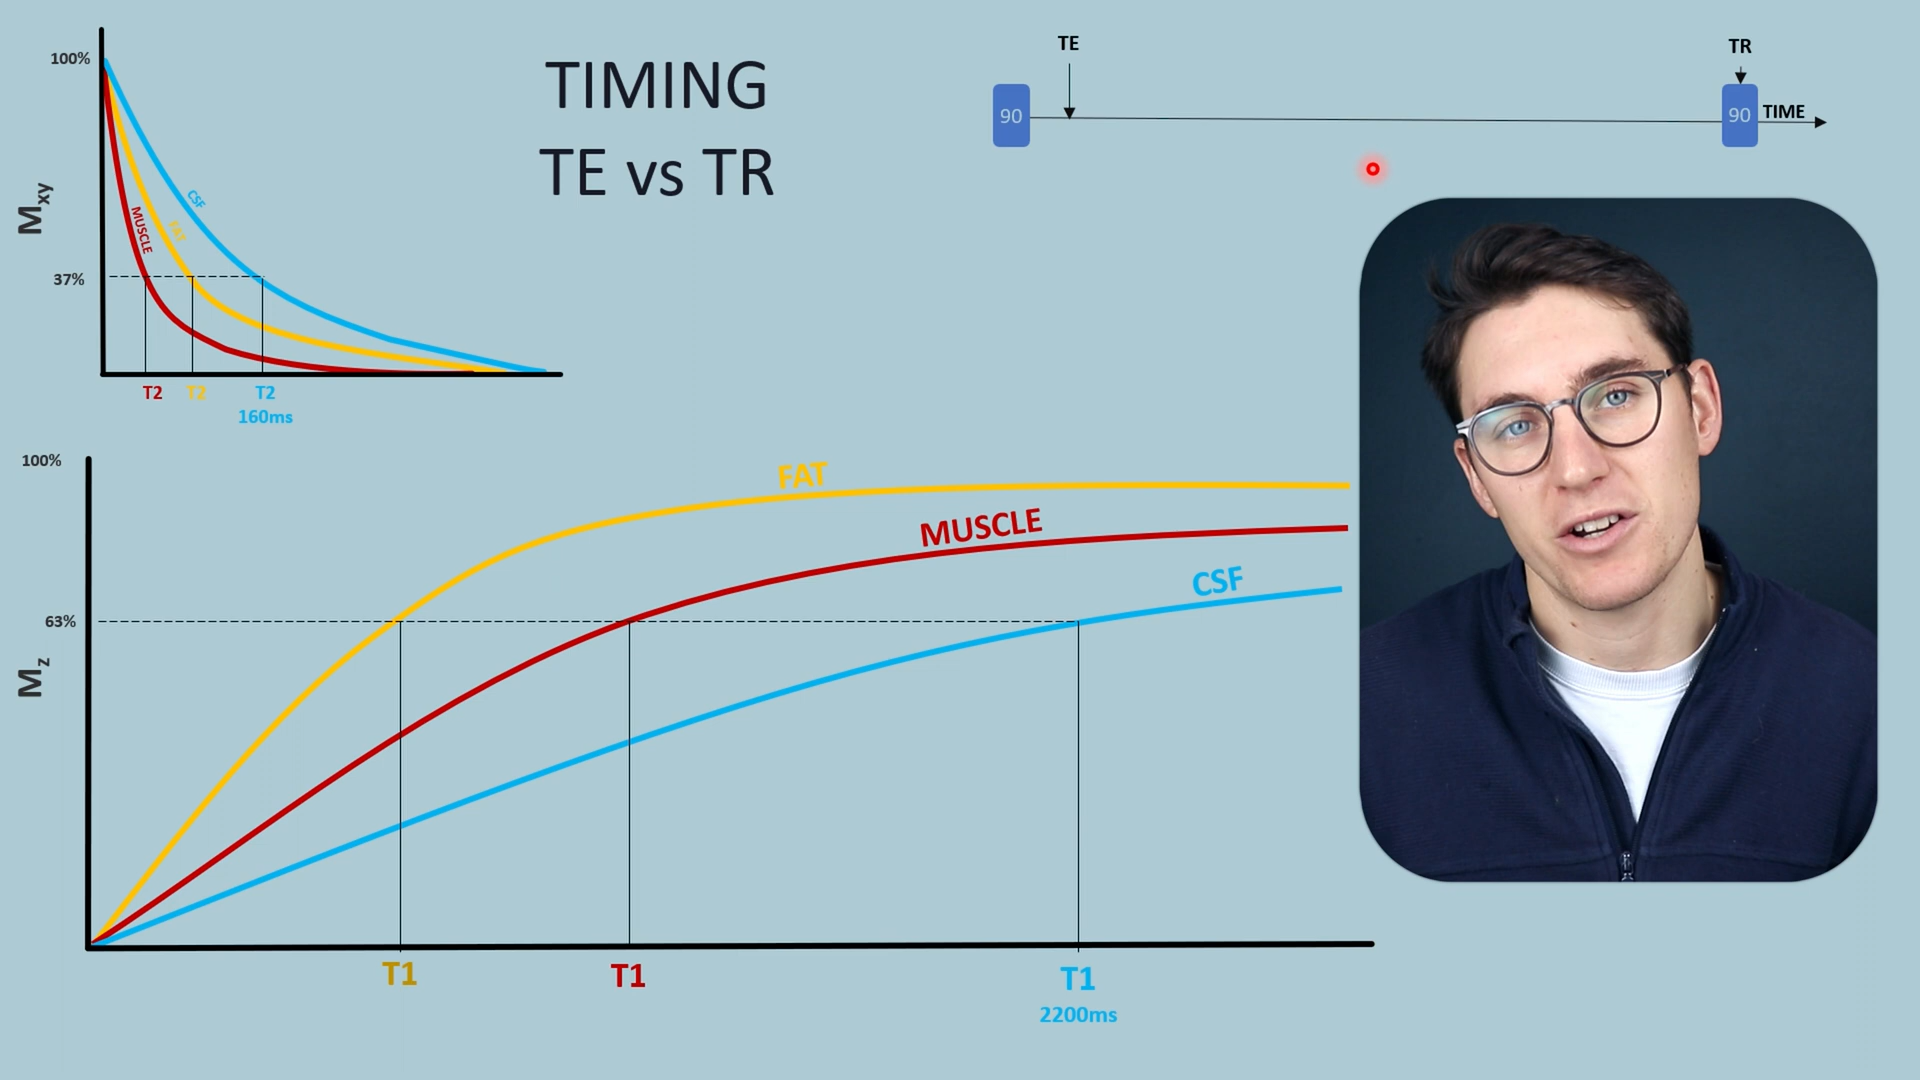 100%
TIMING
TE vs TR
TE
TR
90
90
TIME
Mxy
MUSCLE
FAT
CSF
37%
T2
T2
T2
160ms
100%
FAT
MUSCLE
CSF
63%
Mz
T1
T1
T1
2200ms